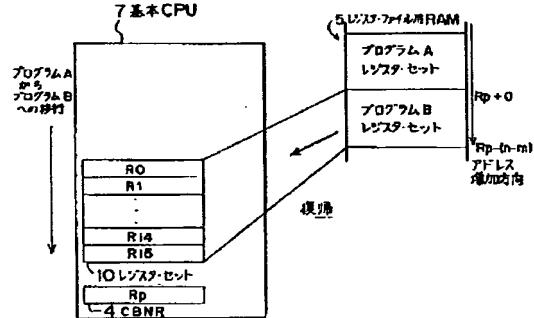 7 基本CPU
プログラムA
から
プログラムB
への移行
R0
R1
R14
R15
10 レジスタ・セット
Rp
4 CBNR
5 レジスタ・ファイル用RAM
プログラム A
レジスタ・セット
プログラム B
レジスタ・セット
Rp+0
Rp-(n-m)
アドレス
増加方向
復帰